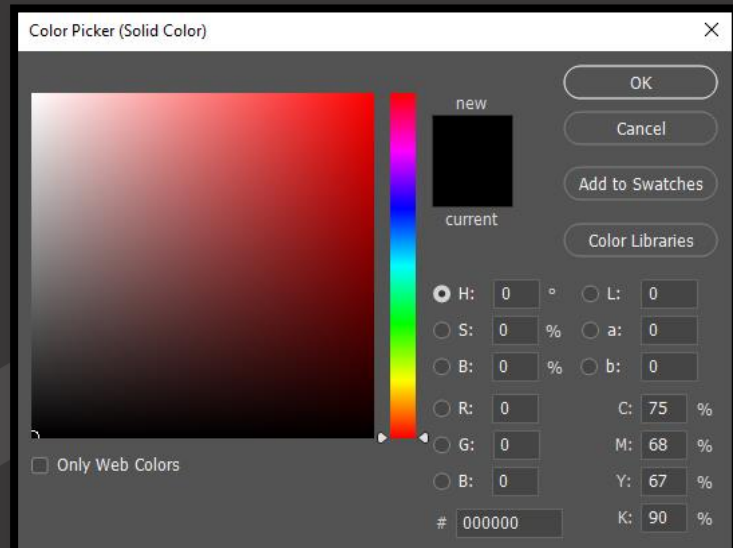 Color Picker (Solid Color)
new
current
OK
Cancel
Add to Swatches
Color Libraries
H: 0 °
S: 0 %
B: 0 %
L: 0
a: 0
b: 0
R: 0
G: 0
B: 0
# 000000
C: 75 %
M: 68 %
Y: 67 %
K: 90 %
Only Web Colors